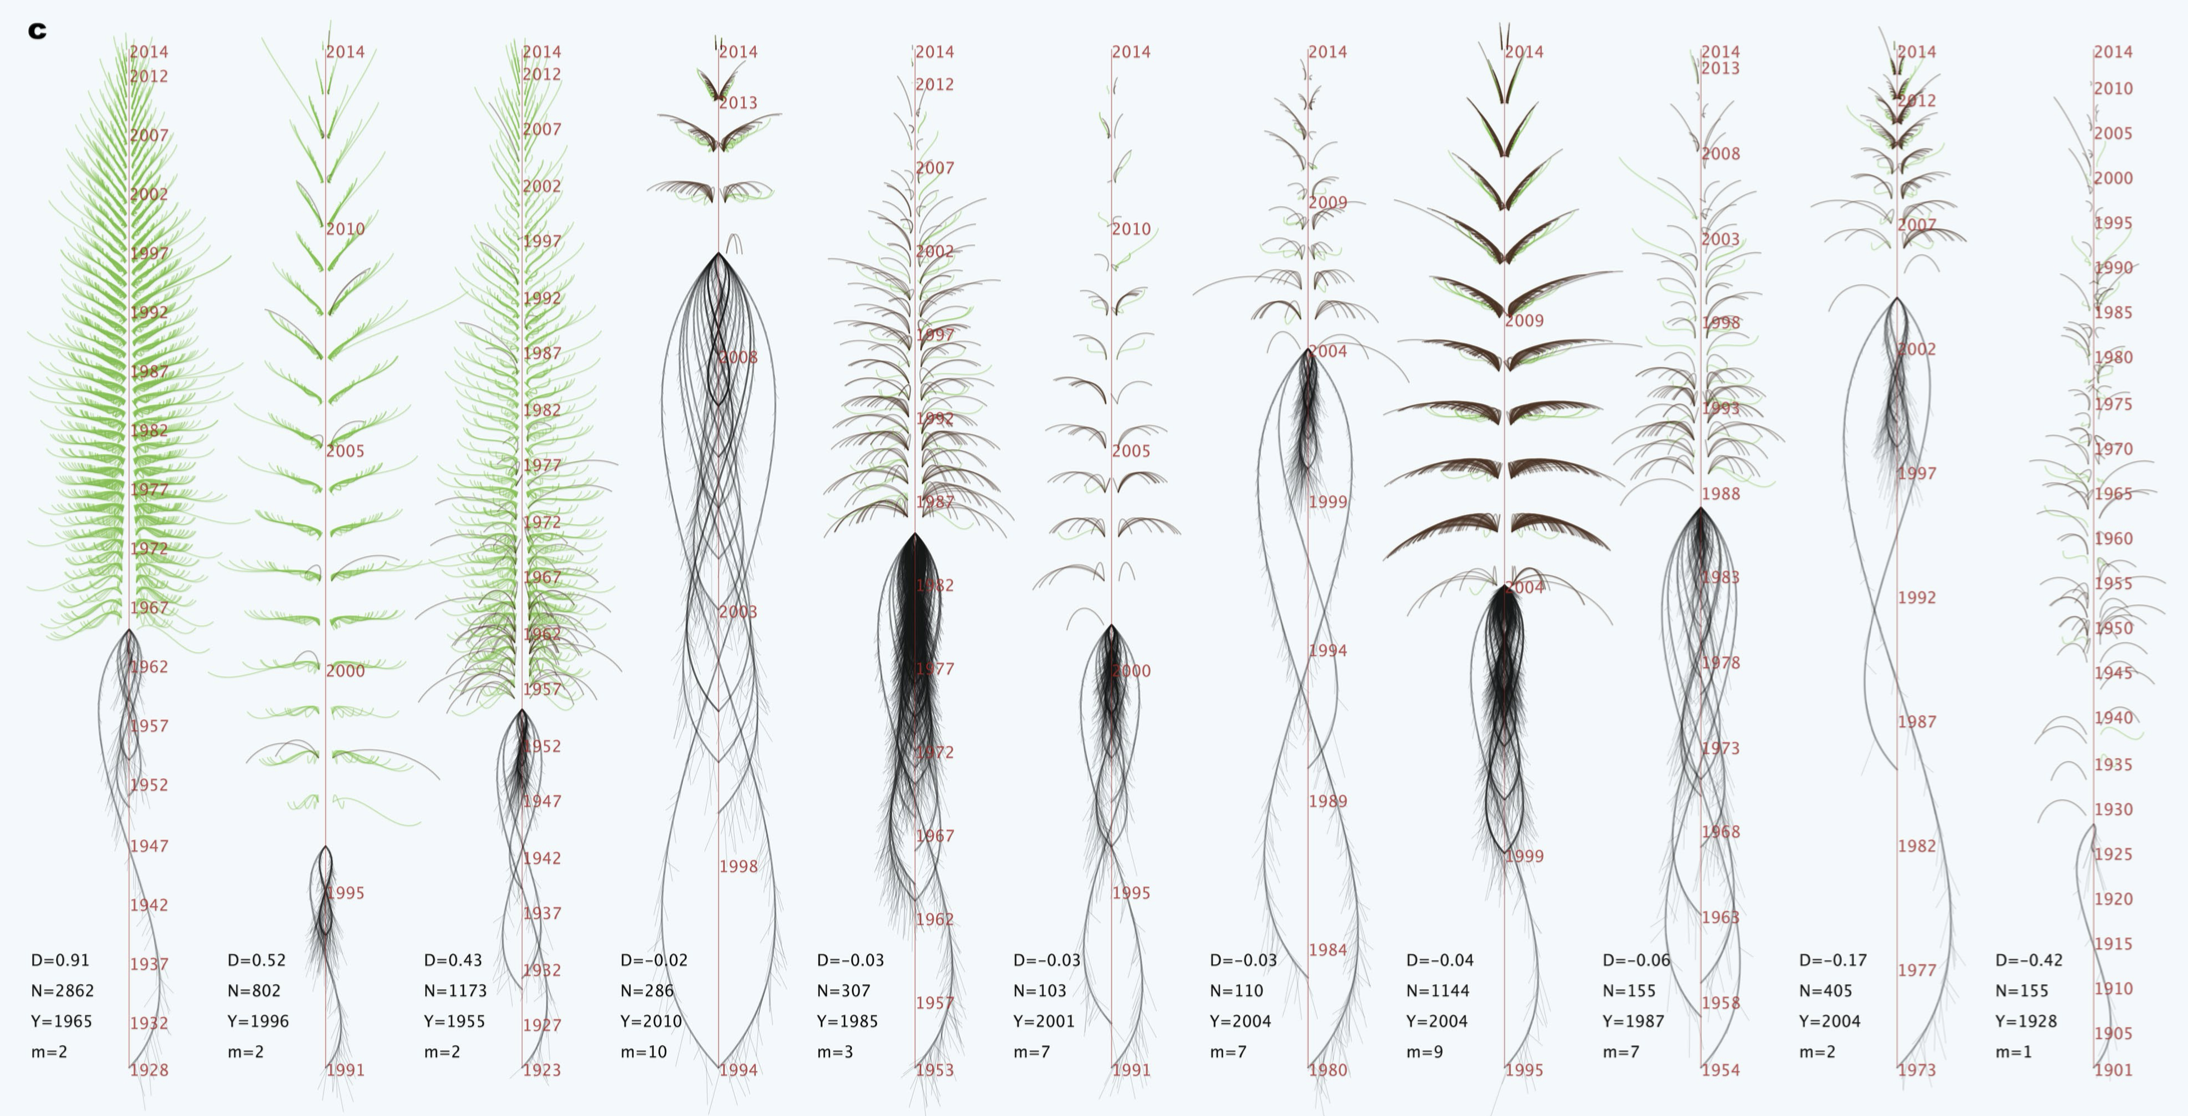 c
2014
2012
2007
2002
1997
1992
1987
1982
1977
1972
1967
1962
1957
1952
1947
1942
1937
1932
1928
D=0.91
N=2862
Y=1965
m=2
2014
2010
2005
2000
1995
1991
D=0.52
N=802
Y=1996
m=2
2014
2012
2007
2002
1997
1992
1987
1982
1977
1972
1967
1962
1957
1952
1947
1942
1937
1932
1927
1923
D=0.43
N=1173
Y=1955
m=2
2014
2013
2008
2003
1998
1994
D=−0.02
N=286
Y=2010
m=10
2014
2012
2007
2002
1997
1992
1987
1982
1977
1972
1967
1962
1957
1953
D=−0.03
N=307
Y=1985
m=3
2014
2010
2005
2000
1995
1991
D=−0.03
N=103
Y=2001
m=7
2014
2009
2004
1999
1994
1989
1984
1980
D=−0.03
N=110
Y=2004
m=7
2014
2009
2004
1999
1995
D=−0.04
N=1144
Y=2004
m=9
2014
2013
2008
2003
1998
1993
1988
1983
1978
1973
1968
1963
1958
1954
D=−0.06
N=155
Y=1987
m=7
2014
2012
2007
2002
1997
1992
1987
1982
1977
1973
D=−0.17
N=405
Y=2004
m=2
2014
2010
2005
2000
1995
1990
1985
1980
1975
1970
1965
1960
1955
1950
1945
1940
1935
1930
1925
1920
1915
1910
1905
1901
D=−0.42
N=155
Y=1928
m=1